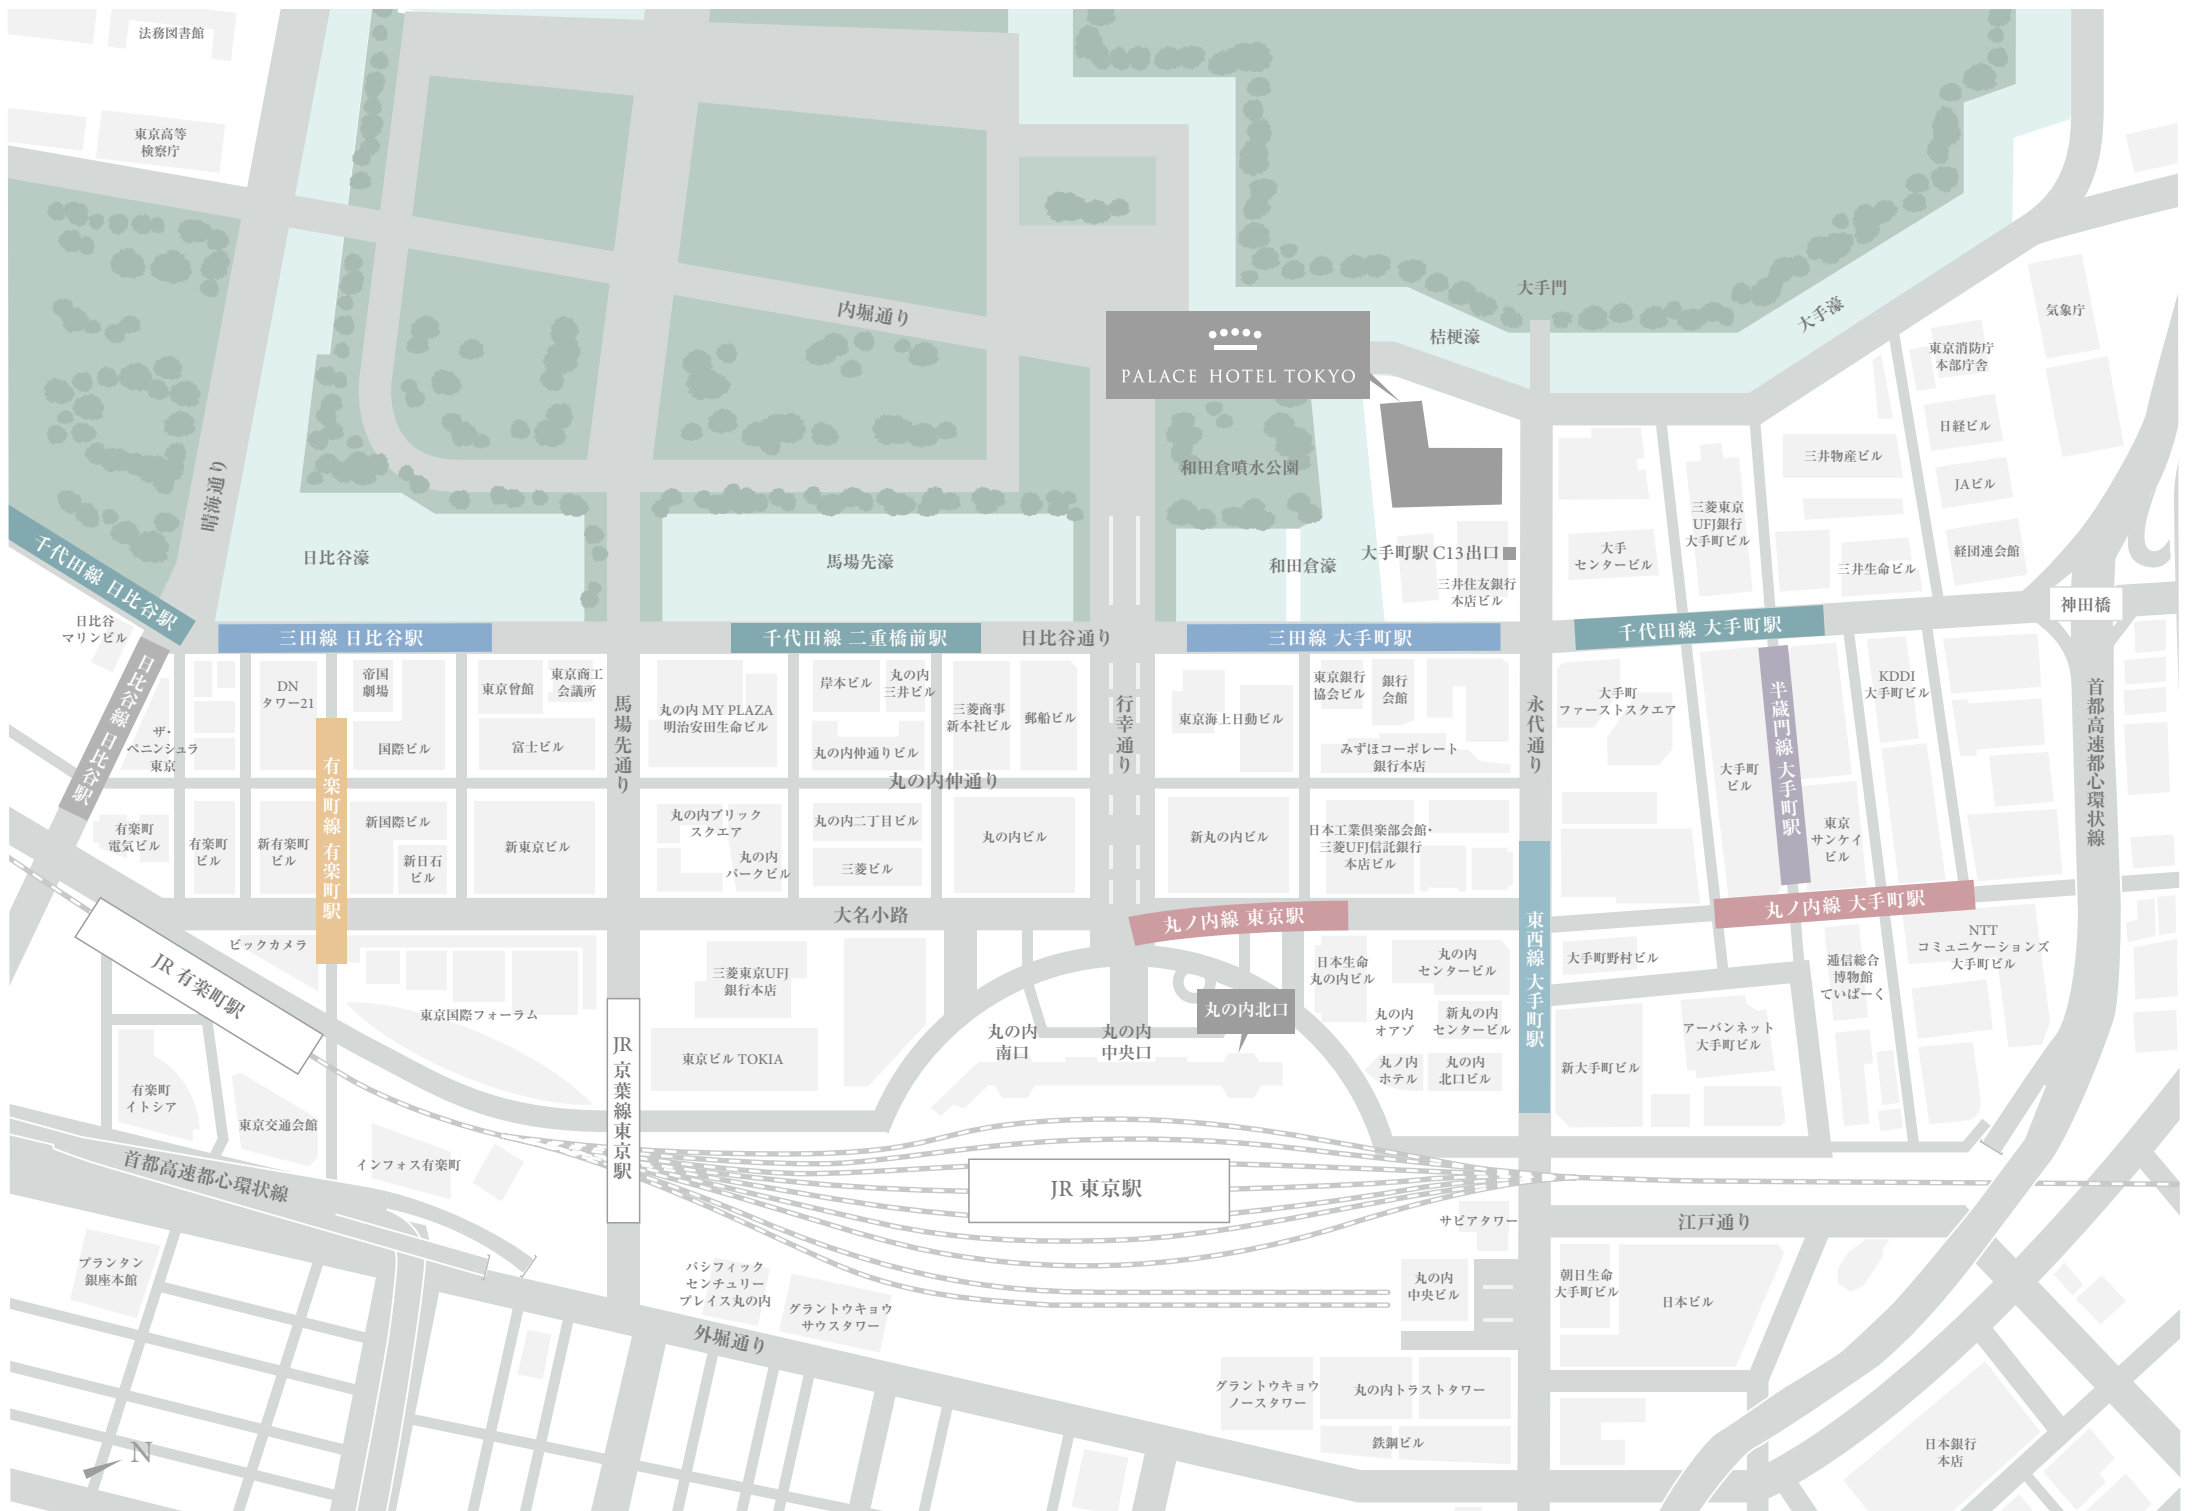 法務図書館
東京高等
検察庁
内堀通り
大手門
桔梗濠
大手濠
気象庁
PALACE HOTEL TOKYO
東京消防庁
本部庁舎
日経ビル
三井物産ビル
JAビル
和田倉噴水公園
晴海通り
三菱東京
UFJ銀行
大手町ビル
日比谷濠
馬場先濠
和田倉濠
大手町駅 C13出口
大手
センタービル
経団連会館
三井生命ビル
三井住友銀行
本店ビル
神田橋
千代田線 日比谷駅
日比谷
マリンビル
三田線 日比谷駅
千代田線 二重橋前駅
日比谷通り
三田線 大手町駅
千代田線 大手町駅
日比谷線 日比谷駅
DN
タワー21
帝国
劇場
東京曾館
東京商工
会議所
岸本ビル
丸の内
三井ビル
東京銀行
協会ビル
銀行
会館
大手町
ファーストスクエア
KDDI
大手町ビル
半蔵門線 大手町駅
首都高速都心環状線
ザ・
ペニンシュラ
東京
国際ビル
富士ビル
馬場先通り
丸の内 MY PLAZA
明治安田生命ビル
丸の内仲通りビル
三菱商事
新本社ビル
郵船ビル
行幸通り
東京海上日動ビル
みずほコーポレート
銀行本店
永代通り
大手町
ビル
丸の内仲通り
有楽町線 有楽町駅
有楽町
電気ビル
有楽町
ビル
新有楽町
ビル
新国際ビル
新日石
ビル
新東京ビル
丸の内ブリック
スクエア
丸の内
パークビル
丸の内二丁目ビル
三菱ビル
丸の内ビル
新丸の内ビル
日本工業倶楽部会館・
三菱UFJ信託銀行
本店ビル
東京
サンケイ
ビル
大名小路
丸ノ内線 東京駅
丸ノ内線 大手町駅
東西線 大手町駅
ビックカメラ
JR 有楽町駅
三菱東京UFJ
銀行本店
日本生命
丸の内ビル
丸の内
センタービル
大手町野村ビル
逓信総合
博物館
ていぱーく
NTT
コミュニケーションズ
大手町ビル
東京国際フォーラム
丸の内北口
丸の内
オアゾ
新丸の内
センタービル
アーバンネット
大手町ビル
JR 京葉線東京駅
東京ビル TOKIA
丸の内
南口
丸の内
中央口
丸ノ内
ホテル
丸の内
北口ビル
新大手町ビル
有楽町
イトシア
東京交通会館
インフォス有楽町
首都高速都心環状線
JR 東京駅
サピアタワー
江戸通り
プランタン
銀座本館
パシフィック
センチュリー
プレイス丸の内
グラントウキョウ
サウスタワー
丸の内
中央ビル
朝日生命
大手町ビル
日本ビル
外堀通り
グラントウキョウ
ノースタワー
丸の内トラストタワー
鉄鋼ビル
日本銀行
本店
N